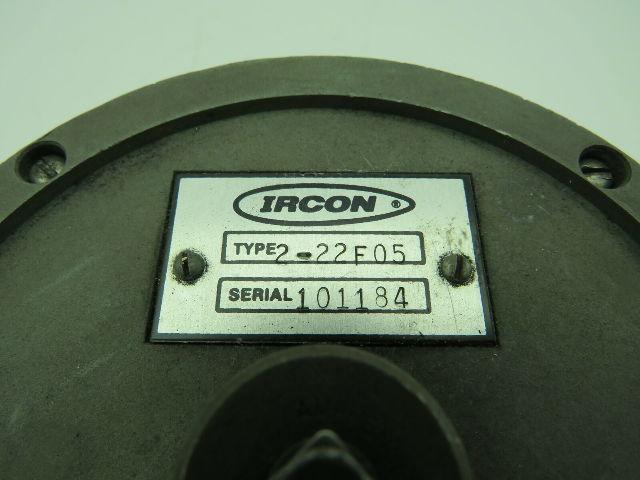 IRCON ®
TYPE 2-22F05
SERIAL 101184